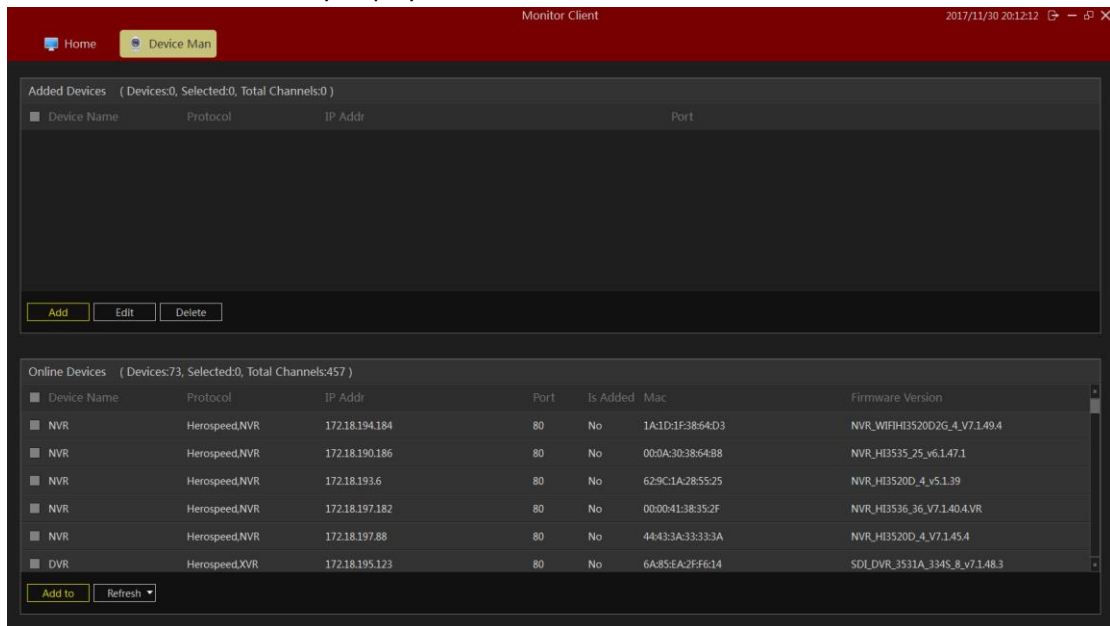 Monitor Client 2017/11/30 20:12:12
Home Device Man
Added Devices ( Devices:0, Selected:0, Total Channels:0 )
Device Name Protocol IP Addr Port
Add Edit Delete
Online Devices ( Devices:73, Selected:0, Total Channels:457 )
Device Name Protocol IP Addr Port Is Added Mac Firmware Version
NVR Herospeed,NVR 172.18.194.184 80 No 1A:1D:1F:38:64:D3 NVR_WIFIHI3520D2G_4_V7.1.49.4
NVR Herospeed,NVR 172.18.190.186 80 No 00:0A:30:38:64:B8 NVR_HI3535_25_v6.1.47.1
NVR Herospeed,NVR 172.18.193.6 80 No 62:9C:1A:28:55:25 NVR_HI3520D_4_v5.1.39
NVR Herospeed,NVR 172.18.197.182 80 No 00:00:41:38:35:2F NVR_HI3536_36_V7.1.40.4.VR
NVR Herospeed,NVR 172.18.197.88 80 No 44:43:3A:33:33:3A NVR_HI3520D_4_V7.1.45.4
DVR Herospeed,XVR 172.18.195.123 80 No 6A:85:EA:2F:F6:14 SDI_DVR_3531A_334S_8_v7.1.48.3
Add to Refresh